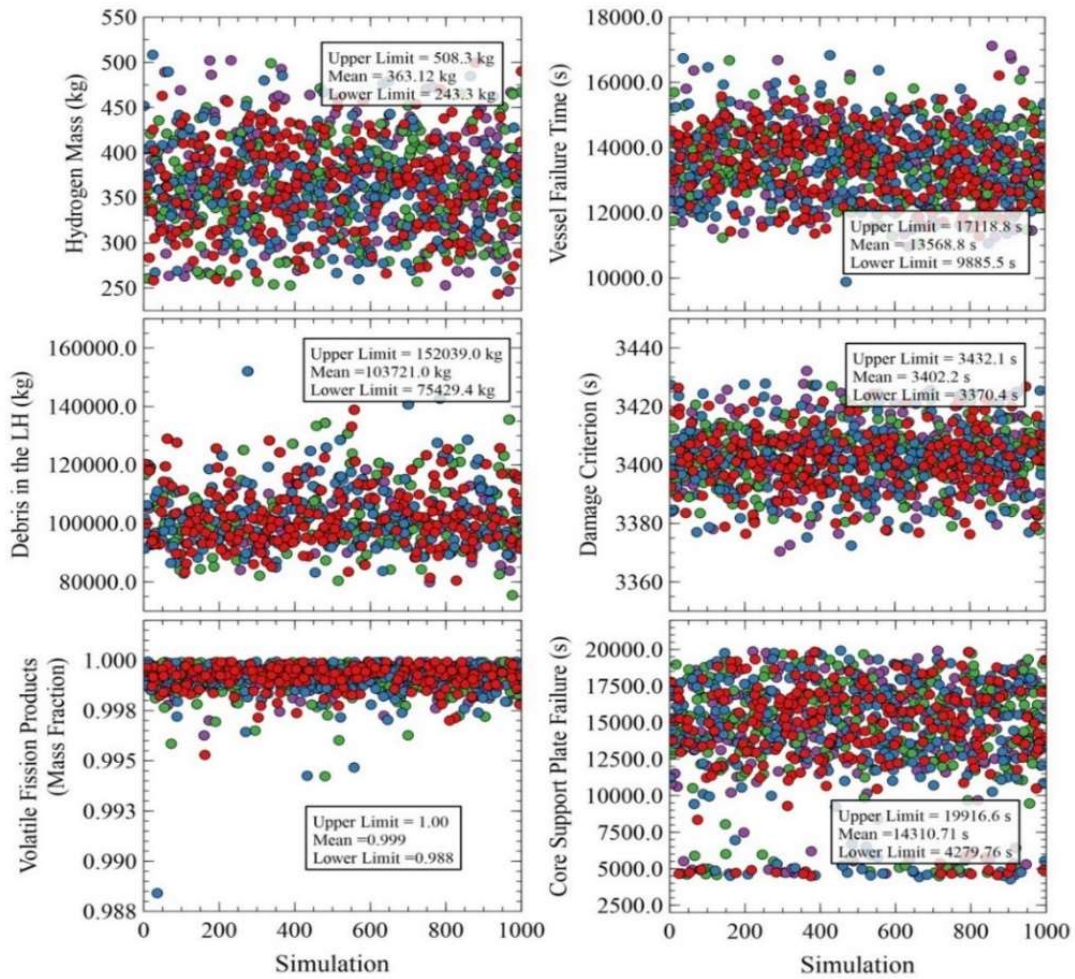 550
500
450
400
350
300
250
Hydrogen Mass (kg)
Upper Limit = 508.3 kg
Mean = 363.12 kg
Lower Limit = 243.3 kg
18000.0
16000.0
14000.0
12000.0
10000.0
Vessel Failure Time (s)
Upper Limit = 17118.8 s
Mean = 13568.8 s
Lower Limit = 9885.5 s
160000.0
140000.0
120000.0
100000.0
80000.0
Debris in the LH (kg)
Upper Limit = 152039.0 kg
Mean =103721.0 kg
Lower Limit = 75429.4 kg
3440
3420
3400
3380
3360
Damage Criterion (s)
Upper Limit = 3432.1 s
Mean = 3402.2 s
Lower Limit = 3370.4 s
1.000
0.998
0.995
0.993
0.990
0.988
Volatile Fission Products
(Mass Fraction)
Upper Limit = 1.00
Mean =0.999
Lower Limit =0.988
0 200 400 600 800 1000
Simulation
20000.0
17500.0
15000.0
12500.0
10000.0
7500.0
5000.0
2500.0
Core Support Plate Failure (s)
Upper Limit = 19916.6 s
Mean =14310.71 s
Lower Limit = 4279.76 s
0 200 400 600 800 1000
Simulation